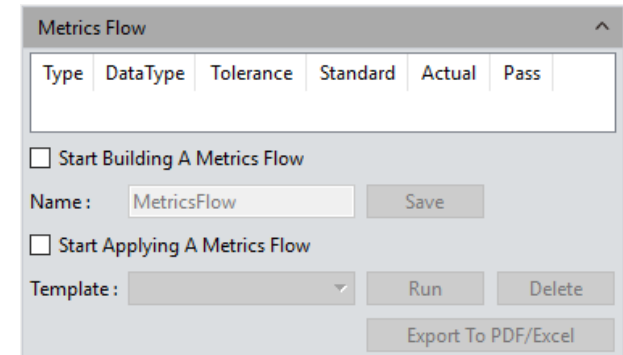 Metrics Flow
Type DataType Tolerance Standard Actual Pass
Start Building A Metrics Flow
Name : MetricsFlow Save
Start Applying A Metrics Flow
Template : Run Delete
Export To PDF/Excel